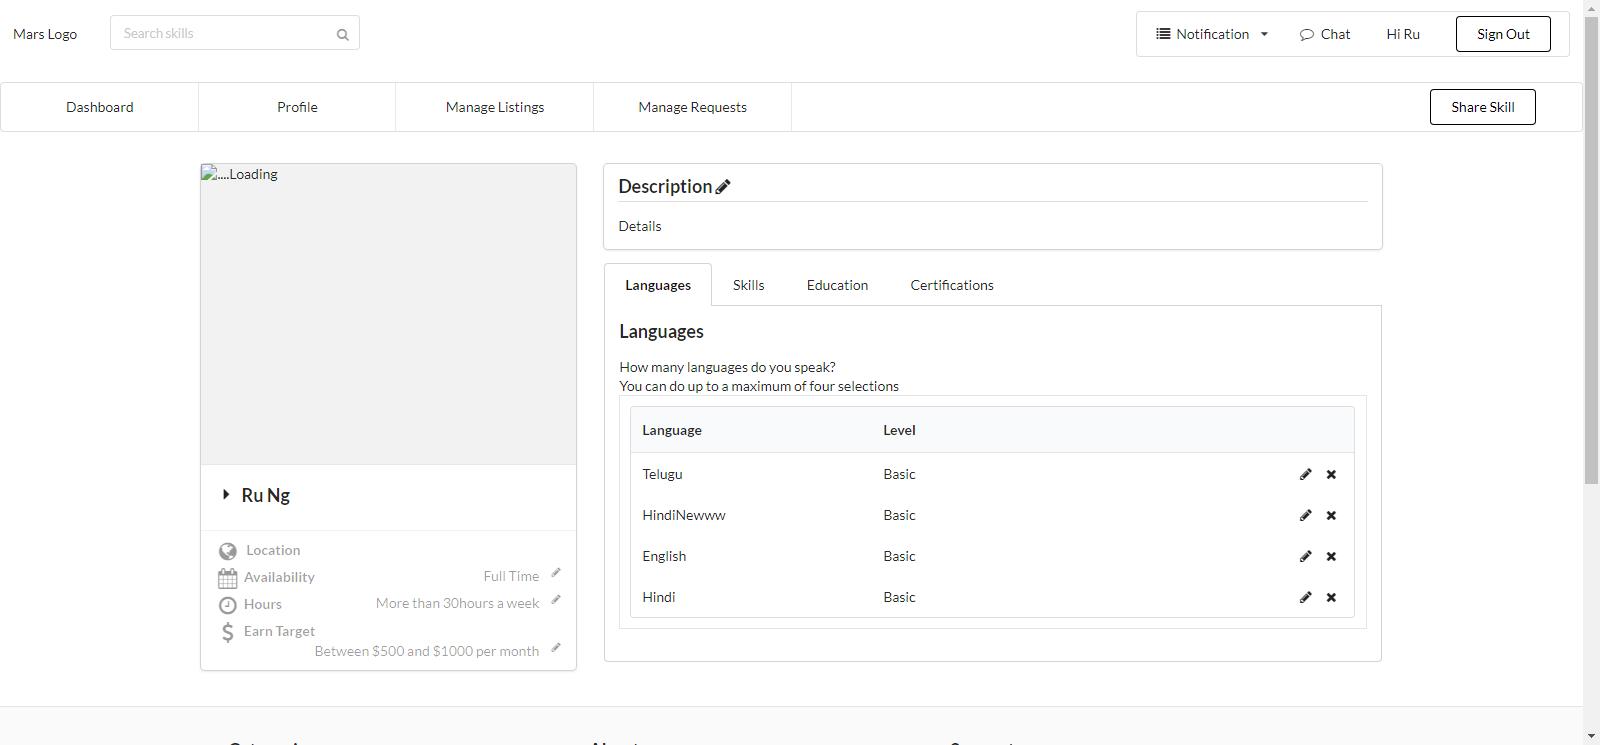 Mars Logo
Search skills
Notification
Chat
Hi Ru
Sign Out
Dashboard
Profile
Manage Listings
Manage Requests
Share Skill
....Loading
Ru Ng
Location
Availability
Full Time
Hours
More than 30hours a week
Earn Target
Between $500 and $1000 per month
Description
Details
Languages
Skills
Education
Certifications
Languages
How many languages do you speak?
You can do up to a maximum of four selections
Language Level
Telugu Basic
HindiNewww Basic
English Basic
Hindi Basic